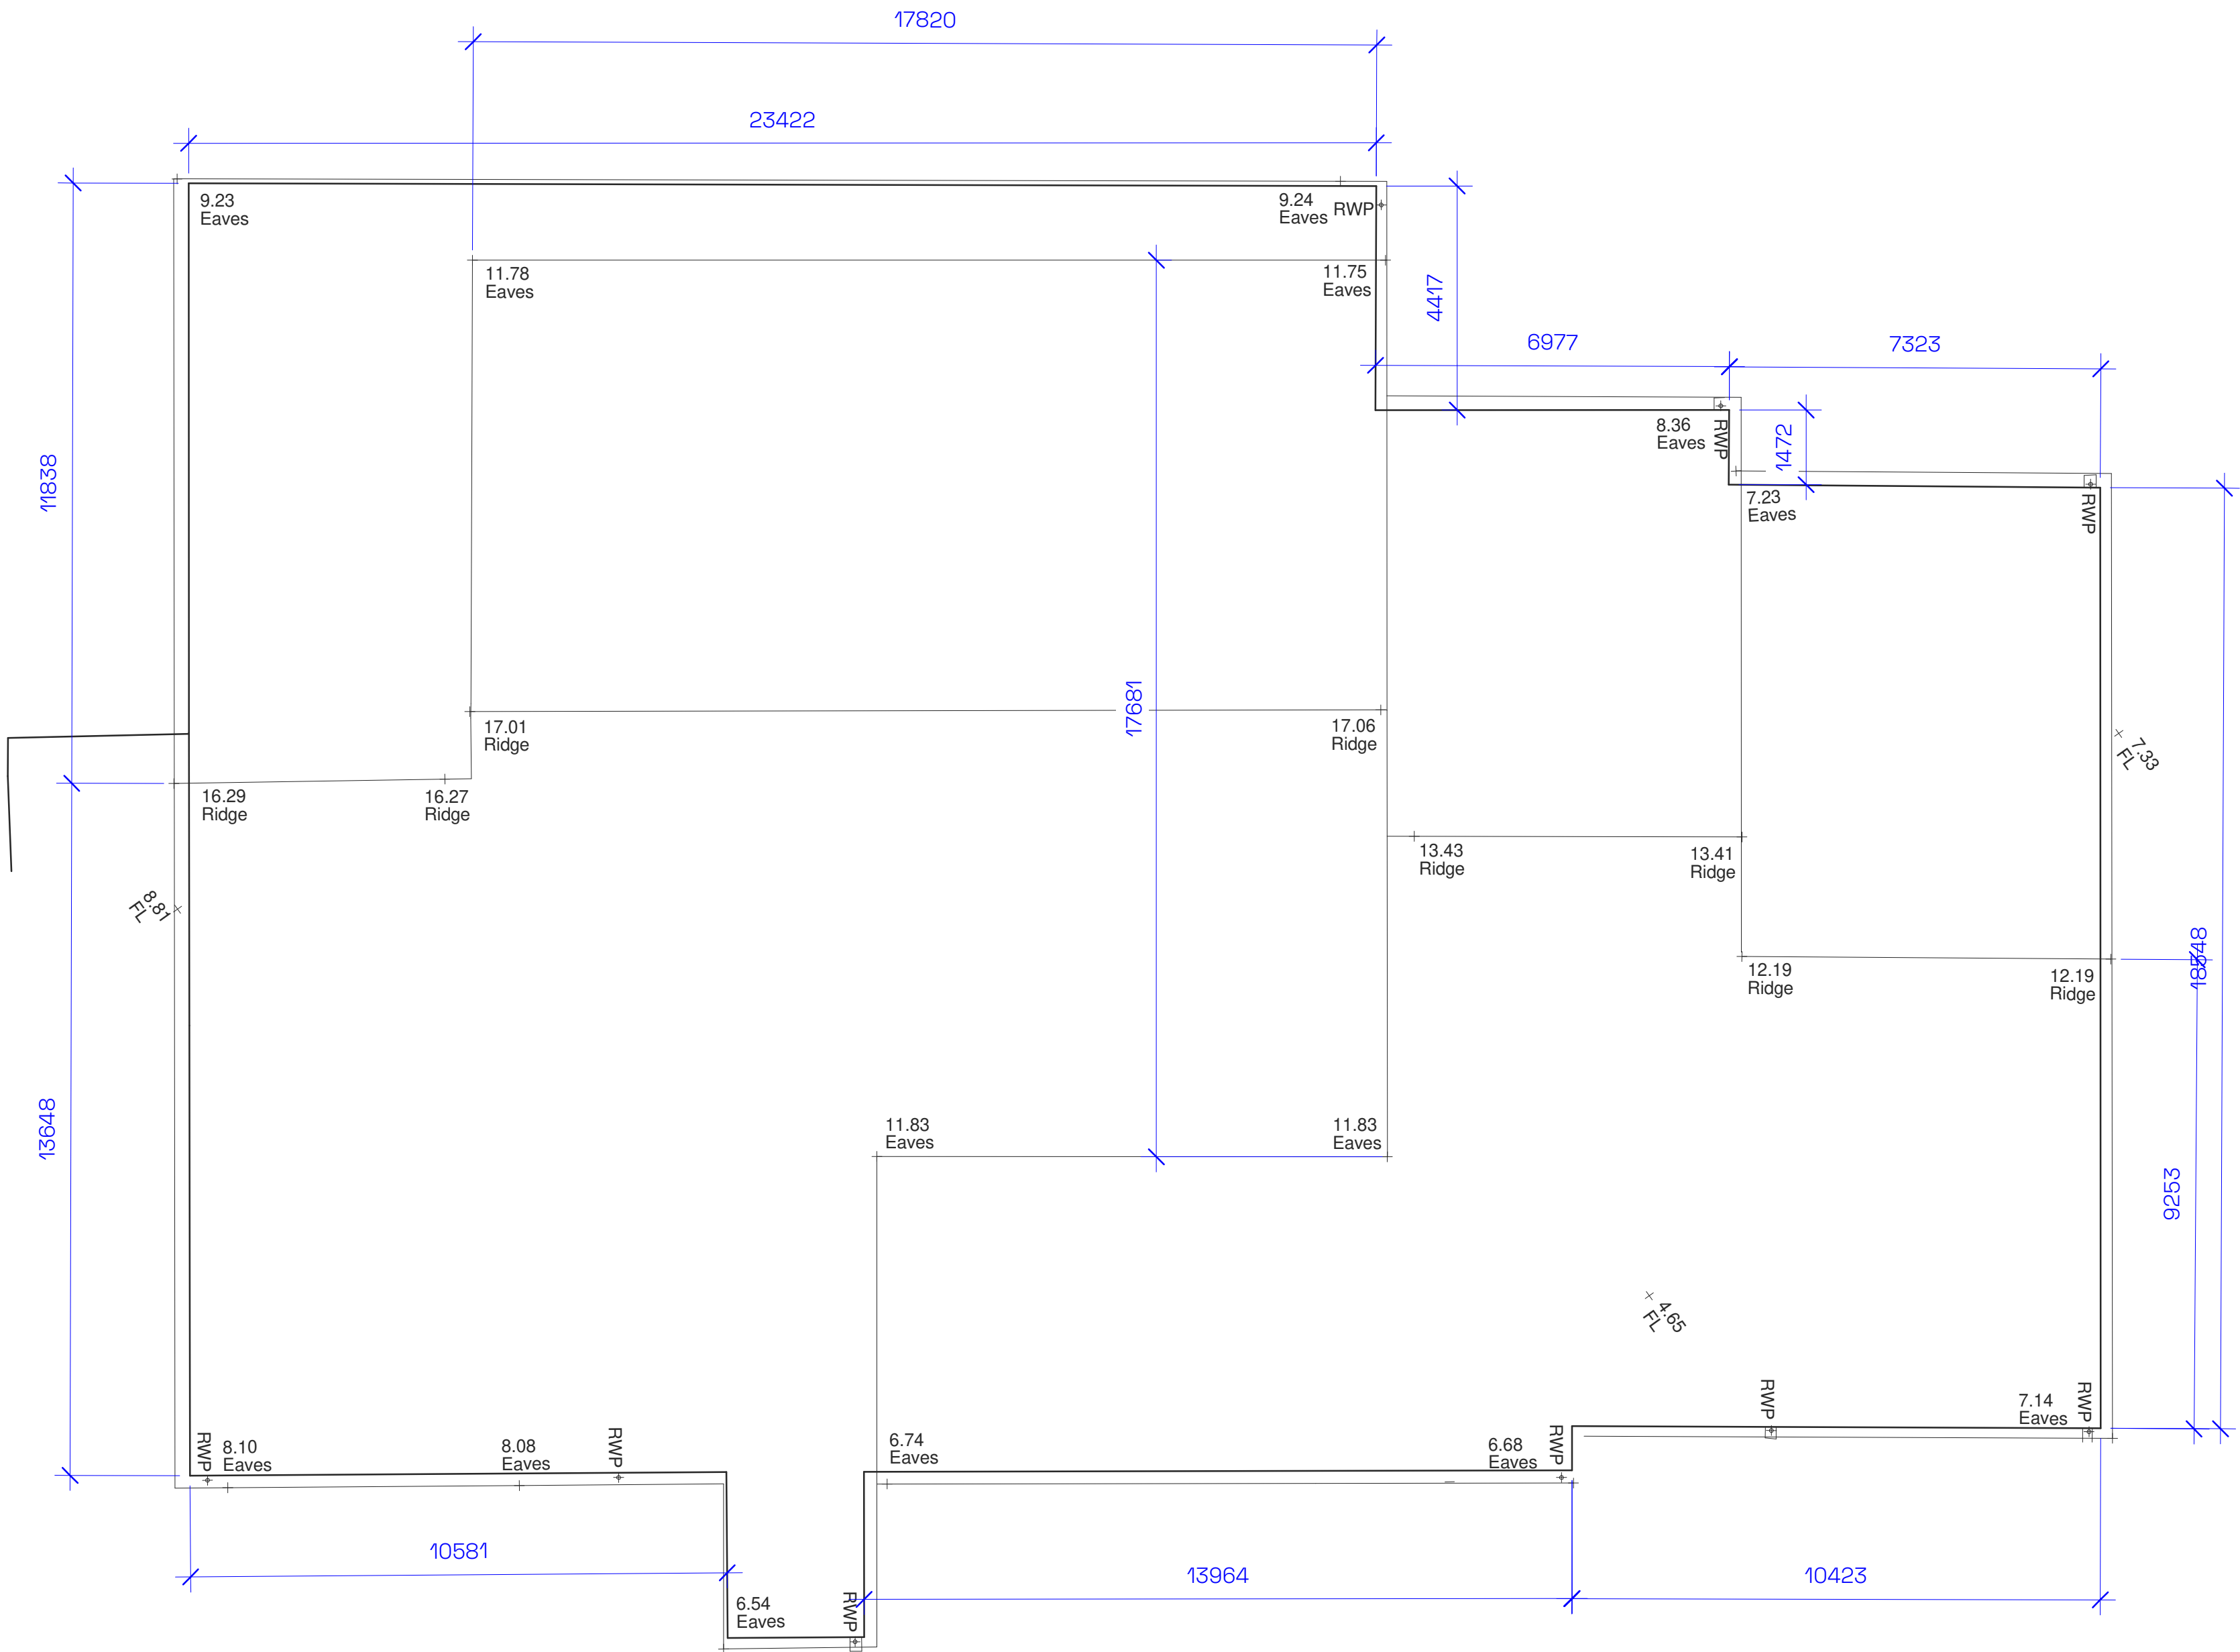 17820
23422
9.23
Eaves
9.24
Eaves
RWP
11.78
Eaves
11.75
Eaves
4417
6977
7323
8.36
Eaves
RWP
1472
7.23
Eaves
RWP
11838
17681
17.01
Ridge
17.06
Ridge
7.33
FL
16.29
Ridge
16.27
Ridge
13.43
Ridge
13.41
Ridge
8.81
FL
12.19
Ridge
12.19
Ridge
18548
13648
11.83
Eaves
11.83
Eaves
9253
4.65
FL
RWP
7.14
Eaves
RWP
RWP
8.10
Eaves
8.08
Eaves
RWP
6.74
Eaves
6.68
Eaves
RWP
10581
13964
10423
6.54
Eaves
RWP